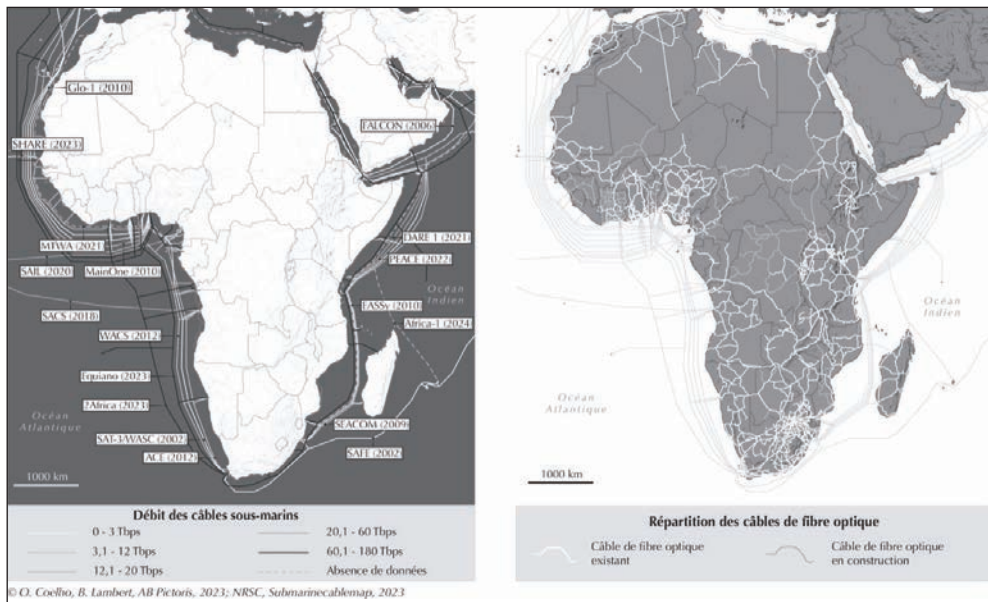 Glo-1 (2010)
FALCON (2006)
SHARE (2023)
MTWA (2021)
DARE 1 (2021)
SAIL (2020)
MainOne (2010)
PEACE (2022)
Océan
Indien
SACS (2018)
EASSy (2010)
Africa-1 (2024)
WACS (2012)
Equiano (2023)
2Africa (2023)
Océan
Atlantique
SEACOM (2009)
SAT-3/WASC (2002)
SAFE (2002)
ACE (2012)
1000 km
Débit des câbles sous-marins
0 - 3 Tbps
3,1 - 12 Tbps
12,1 - 20 Tbps
20,1 - 60 Tbps
60,1 - 180 Tbps
Absence de données
Océan
Indien
Océan
Atlantique
1000 km
Répartition des câbles de fibre optique
Câble de fibre optique
existant
Câble de fibre optique
en construction
© O. Coelho, B. Lambert, AB Pictoris, 2023; NRSC, Submarinecablemap, 2023